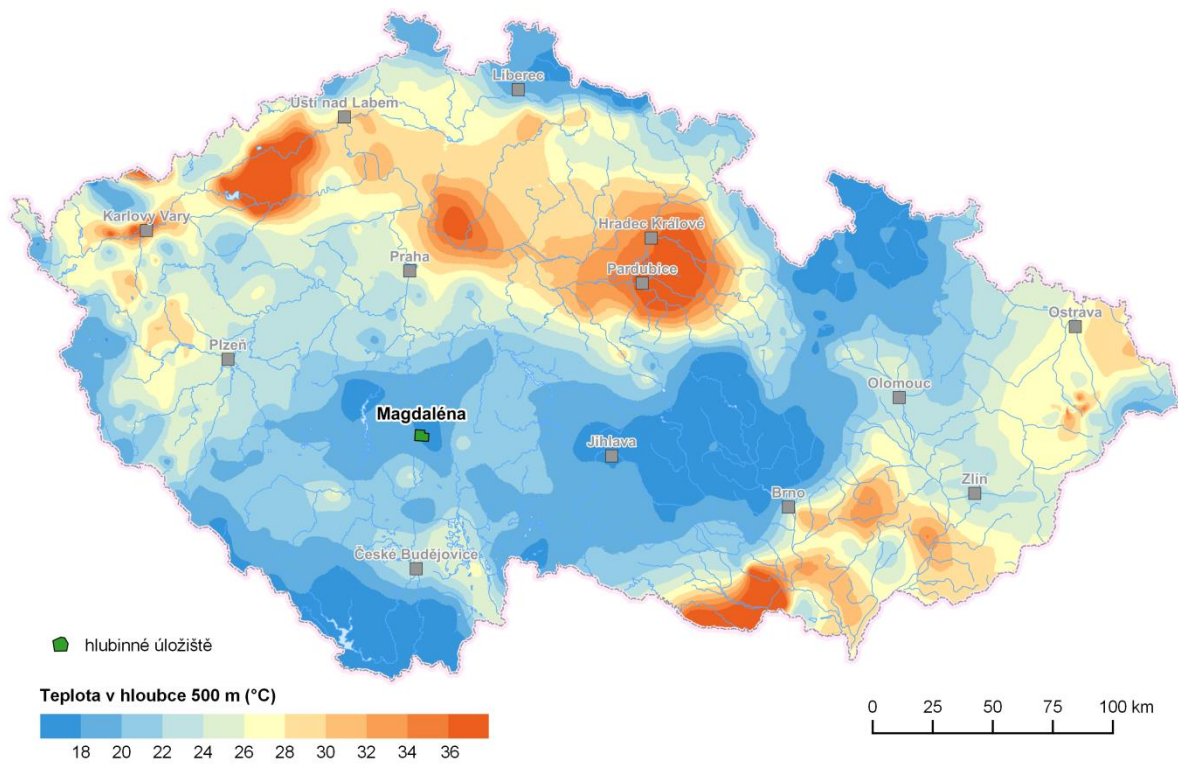 Liberec
Ústí nad Labem
Karlovy Vary
Hradec Králové
Praha
Pardubice
Ostrava
Plzeň
Olomouc
Magdaléna
Jihlava
Zlín
Brno
České Budějovice
hlubinné úložiště
Teplota v hloubce 500 m (°C)
18 20 22 24 26 28 30 32 34 36
0 25 50 75 100 km